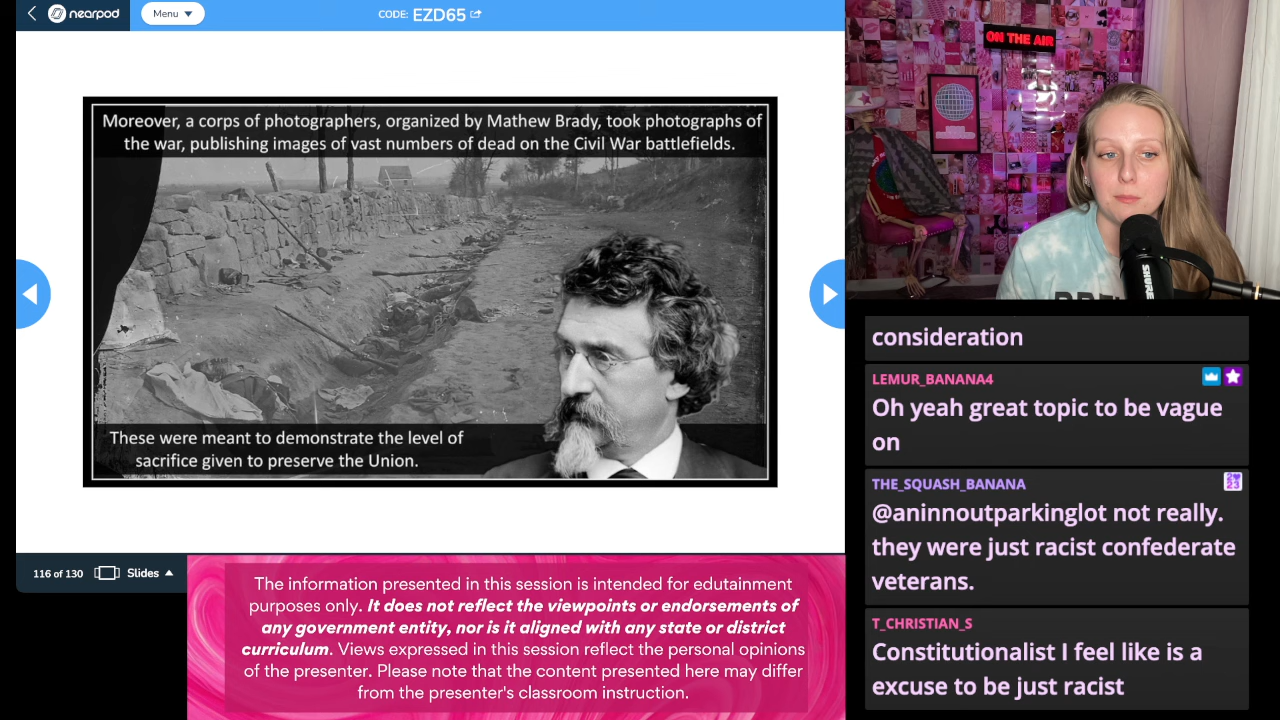 nearpod
Menu
CODE: EZD65
ON THE AIR
Moreover, a corps of photographers, organized by Mathew Brady, took photographs of
the war, publishing images of vast numbers of dead on the Civil War battlefields.
These were meant to demonstrate the level of
sacrifice given to preserve the Union.
116 of 130
Slides
The information presented in this session is intended for edutainment
purposes only. It does not reflect the viewpoints or endorsements of
any government entity, nor is it aligned with any state or district
curriculum. Views expressed in this session reflect the personal opinions
of the presenter. Please note that the content presented here may differ
from the presenter's classroom instruction.
SHURE
consideration
LEMUR_BANANA4
Oh yeah great topic to be vague
on
THE_SQUASH_BANANA
@aninnoutparkinglot not really.
they were just racist confederate
veterans.
T_CHRISTIAN_S
Constitutionalist I feel like is a
excuse to be just racist